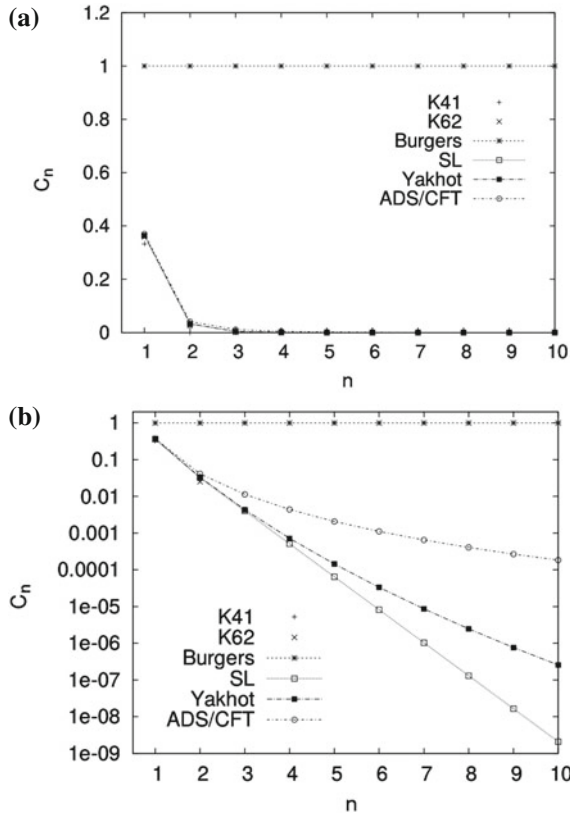 (a)
1.2
1
0.8
0.6
0.4
0.2
0
Cn
K41
K62
Burgers
SL
Yakhot
ADS/CFT
1 2 3 4 5 6 7 8 9 10
n
(b)
1
0.1
0.01
0.001
0.0001
1e-05
1e-06
1e-07
1e-08
1e-09
Cn
K41
K62
Burgers
SL
Yakhot
ADS/CFT
1 2 3 4 5 6 7 8 9 10
n